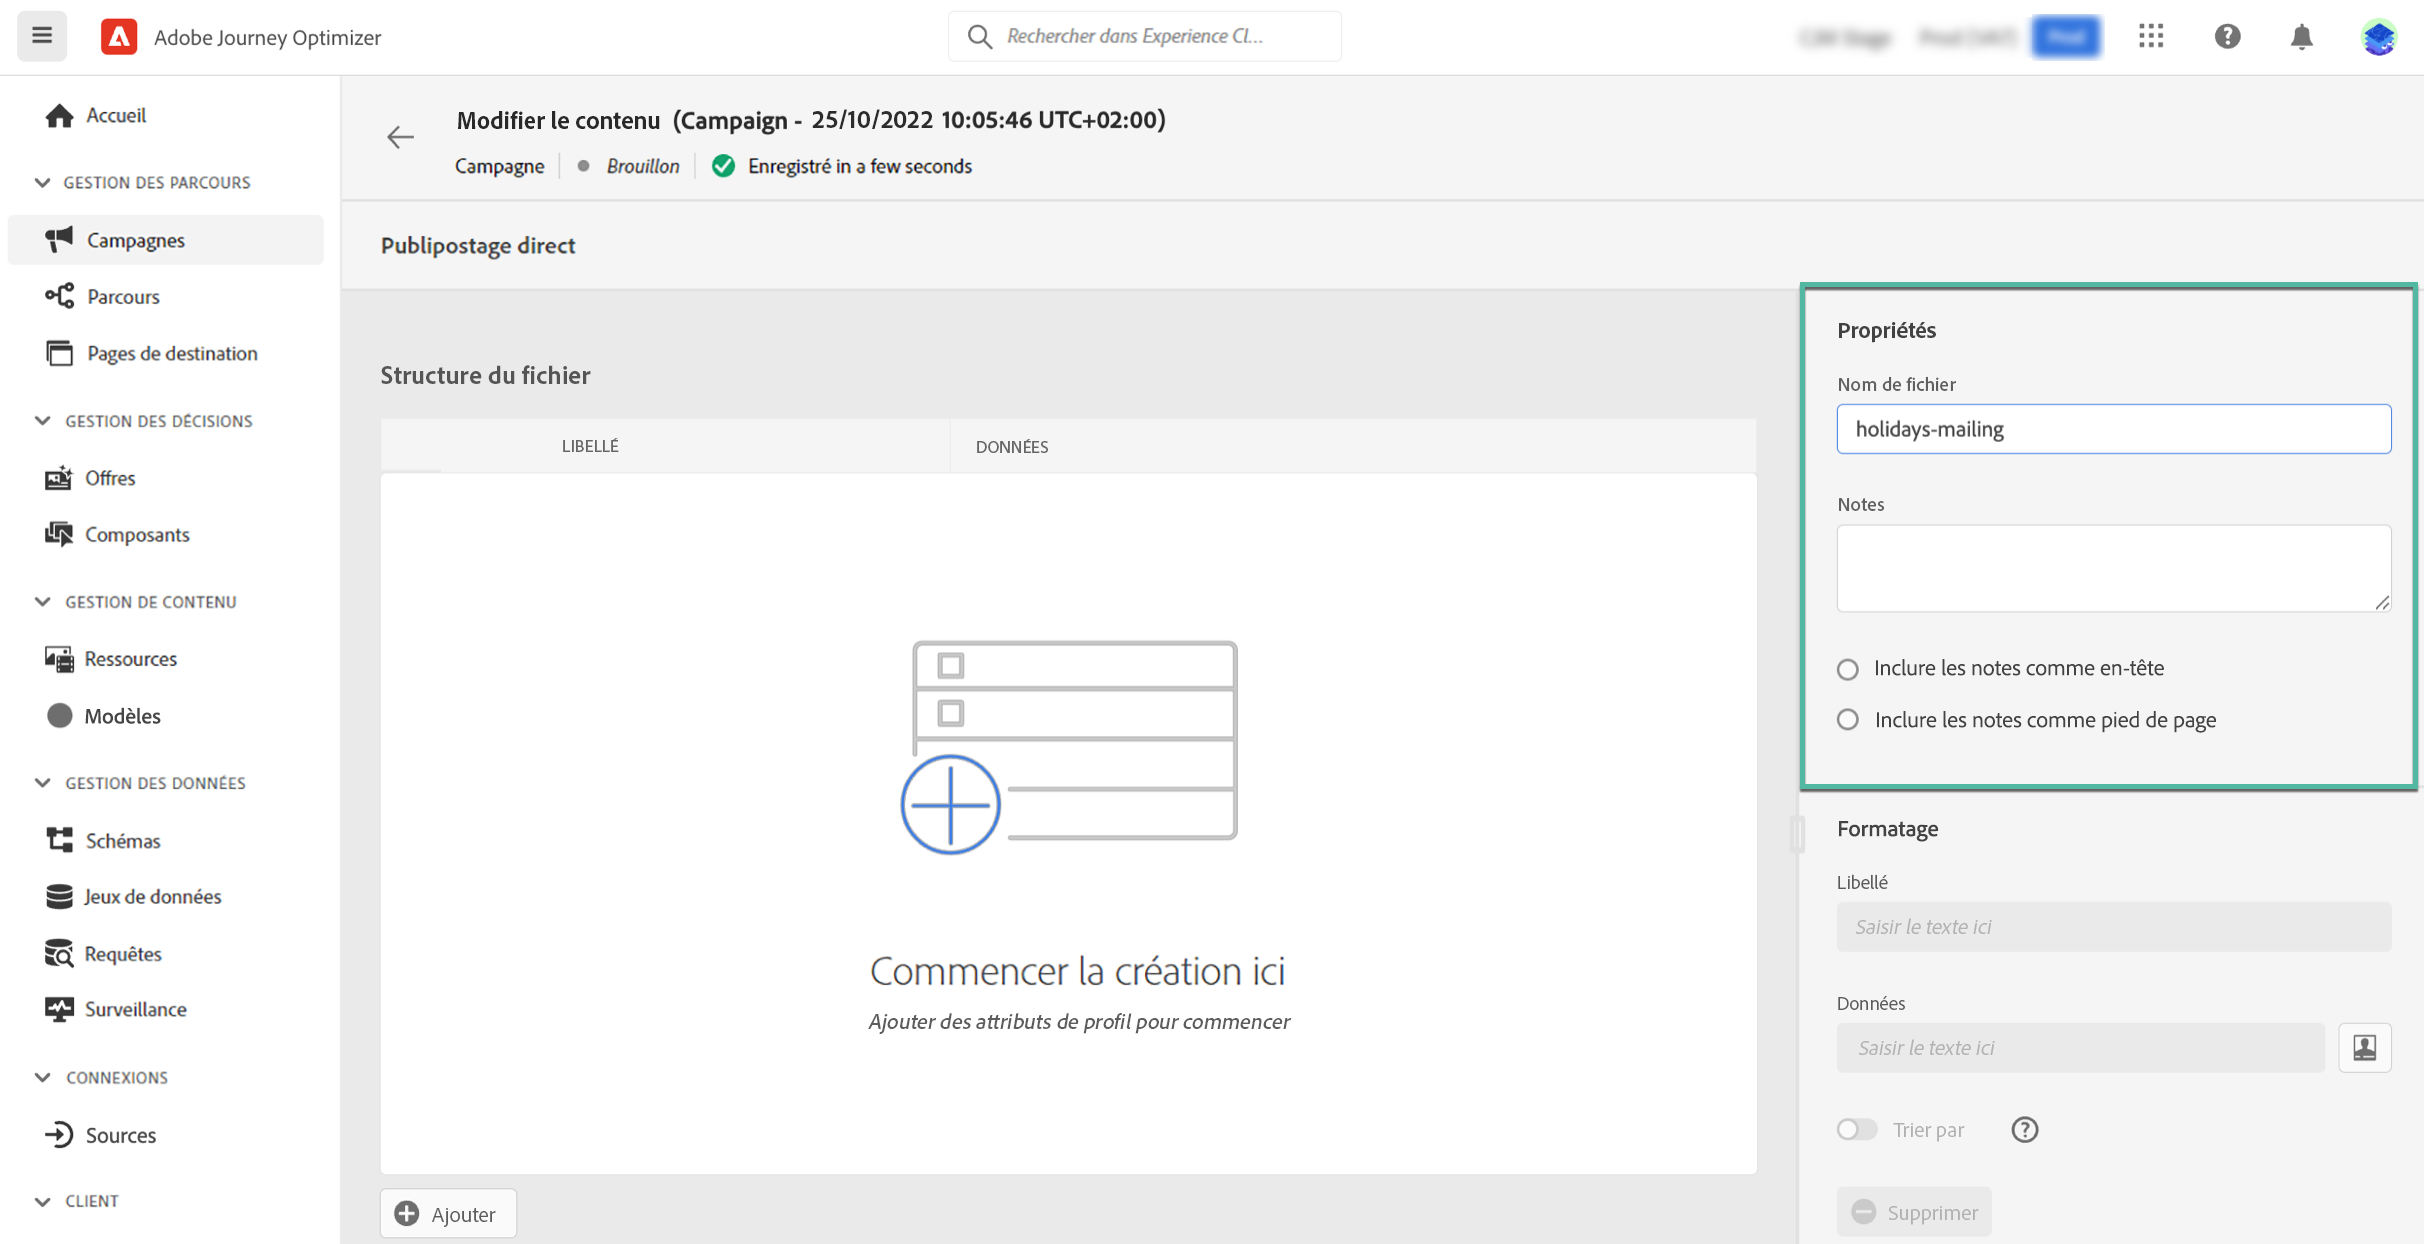 Adobe Journey Optimizer
Rechercher dans Experience Cl...
Accueil
GESTION DES PARCOURS
Campagnes
Parcours
Pages de destination
GESTION DES DÉCISIONS
Offres
Composants
GESTION DE CONTENU
Ressources
Modèles
GESTION DES DONNÉES
Schémas
Jeux de données
Requêtes
Surveillance
CONNEXIONS
Sources
CLIENT
Modifier le contenu (Campaign - 25/10/2022 10:05:46 UTC+02:00)
Campagne Brouillon Enregistré in a few seconds
Publipostage direct
Structure du fichier
LIBELLÉ DONNÉES
Commencer la création ici
Ajouter des attributs de profil pour commencer
Ajouter
Propriétés
Nom de fichier
holidays-mailing
Notes
Inclure les notes comme en-tête
Inclure les notes comme pied de page
Formatage
Libellé
Saisir le texte ici
Données
Saisir le texte ici
Trier par
Supprimer